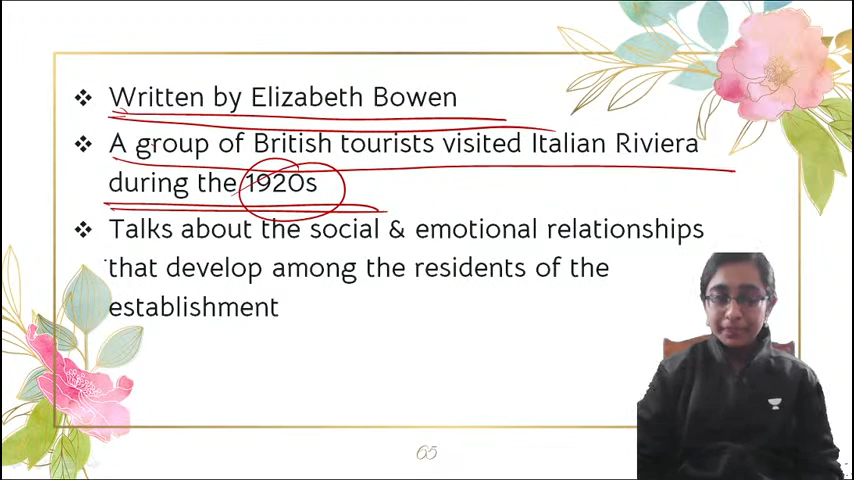 ❖ Written by Elizabeth Bowen
❖ A group of British tourists visited Italian Riviera
during the 1920s
❖ Talks about the social & emotional relationships
that develop among the residents of the
establishment
65